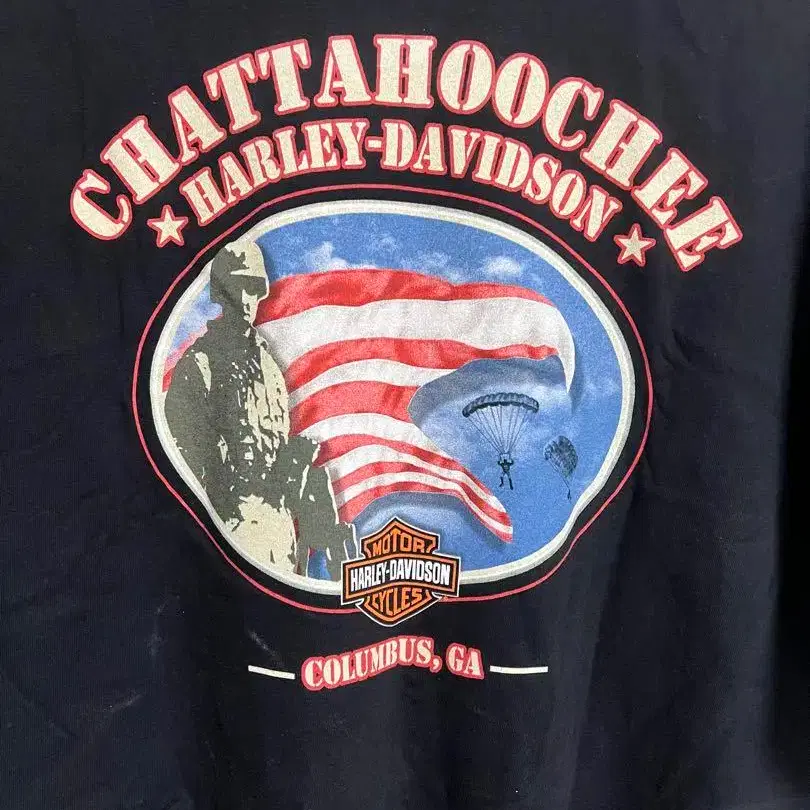 CHATTAHOOCHEE
HARLEY-DAVIDSON
MOTOR
HARLEY-DAVIDSON
CYCLES
COLUMBUS, GA